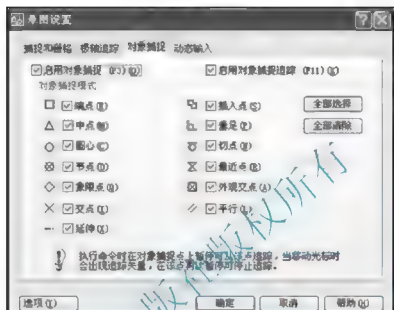 草图设置
捕捉和栅格 极轴追踪 对象捕捉 动态输入
启用对象捕捉 (F3)(O) 启用对象捕捉追踪 (F11)(K)
对象捕捉模式
端点(E) 插入点(S) 全部选择
中点(M) 垂足(P) 全部清除
圆心(C) 切点(N)
节点(D) 最近点(R)
象限点(Q) 外观交点(A)
交点(I) 平行(L)
延伸(X)
执行命令时在对象捕捉点上暂停可从该点追踪，当移动光标时
会出现追踪矢量，在该点再次暂停可停止追踪。
选项(T) 确定 取消 帮助(H)
版权所有